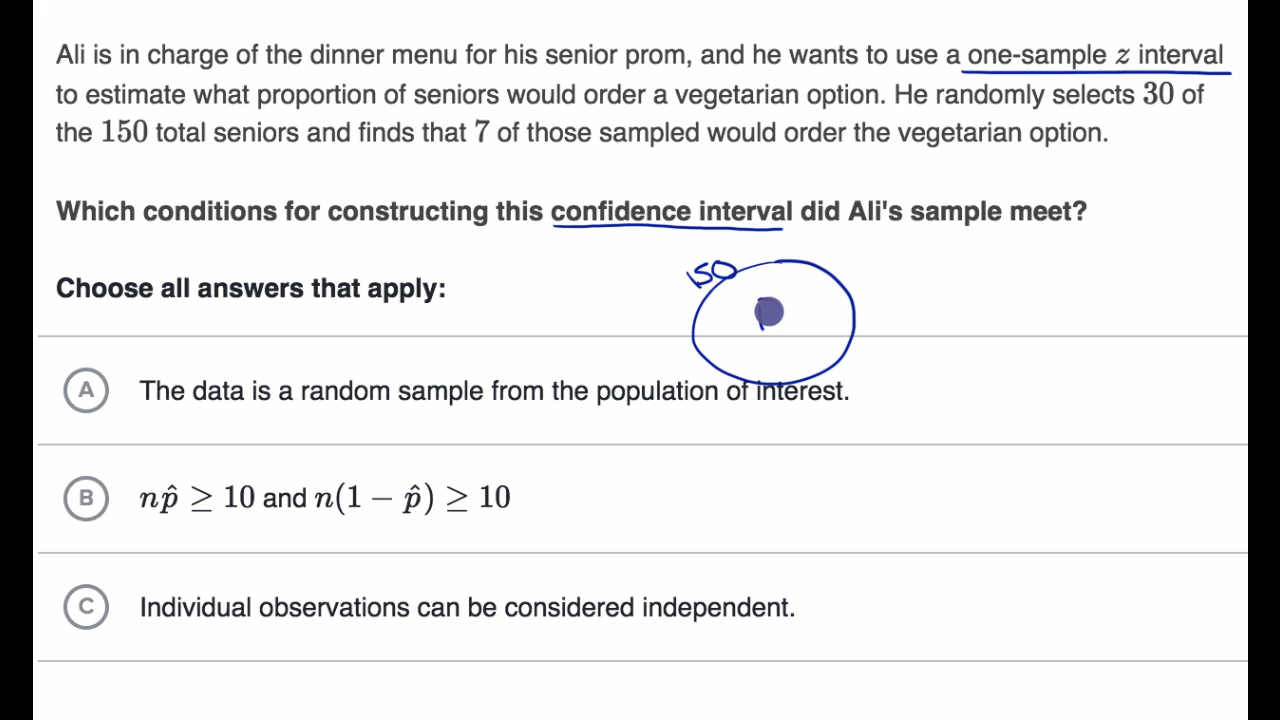 Ali is in charge of the dinner menu for his senior prom, and he wants to use a one-sample z interval
to estimate what proportion of seniors would order a vegetarian option. He randomly selects 30 of
the 150 total seniors and finds that 7 of those sampled would order the vegetarian option.
Which conditions for constructing this confidence interval did Ali's sample meet?
150
Choose all answers that apply:
A The data is a random sample from the population of interest.
B np̂ ≥ 10 and n(1 − p̂) ≥ 10
C Individual observations can be considered independent.